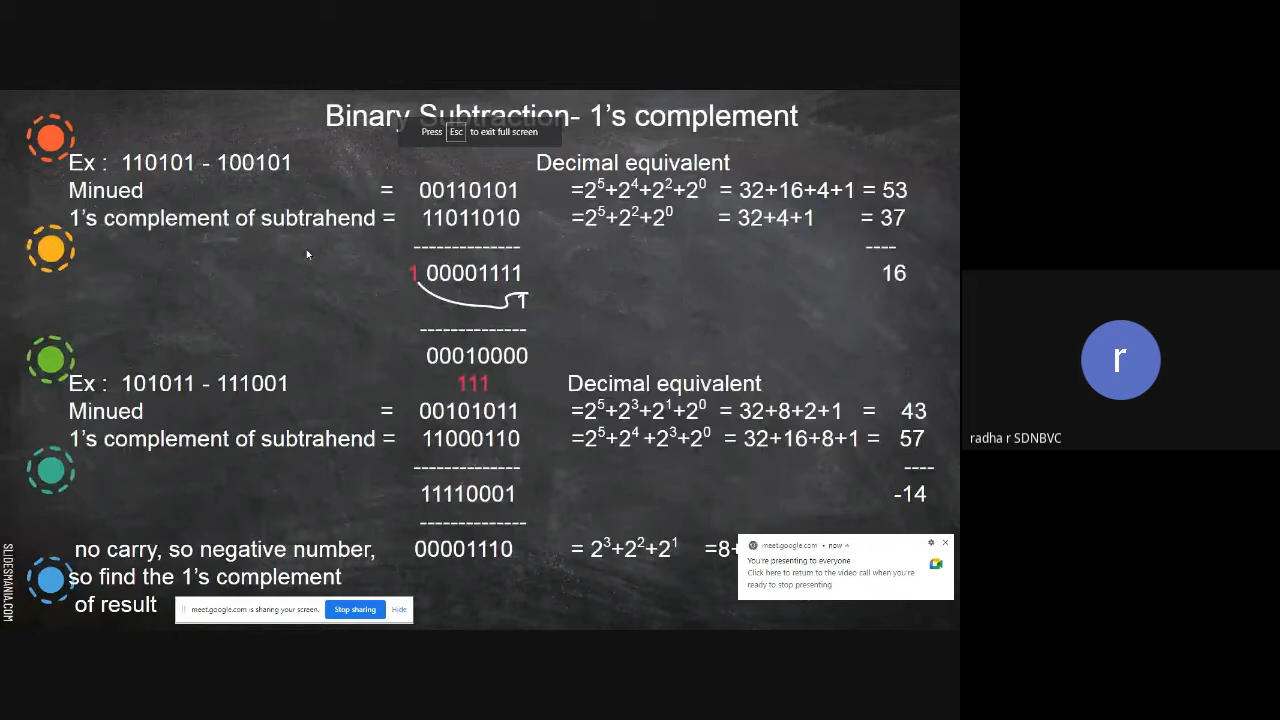 Binary Subtraction- 1's complement
Press Esc to exit full screen
Ex : 110101 - 100101 Decimal equivalent
Minued = 00110101 =2⁵+2⁴+2²+2⁰ = 32+16+4+1 = 53
1's complement of subtrahend = 11011010 =2⁵+2²+2⁰ = 32+4+1 = 37
-------------- ----
1 00001111 16
1
--------------
00010000
Ex : 101011 - 111001 111 Decimal equivalent
Minued = 00101011 =2⁵+2³+2¹+2⁰ = 32+8+2+1 = 43
1's complement of subtrahend = 11000110 =2⁵+2⁴ +2³+2⁰ = 32+16+8+1 = 57
-------------- ----
11110001 -14
--------------
no carry, so negative number, 00001110 = 2³+2²+2¹ =8+
so find the 1's complement
of result
meet.google.com • now
You're presenting to everyone
Click here to return to the video call when you're
ready to stop presenting
meet.google.com is sharing your screen. Stop sharing Hide
SLIDESMANIA.COM
r
radha r SDNBVC